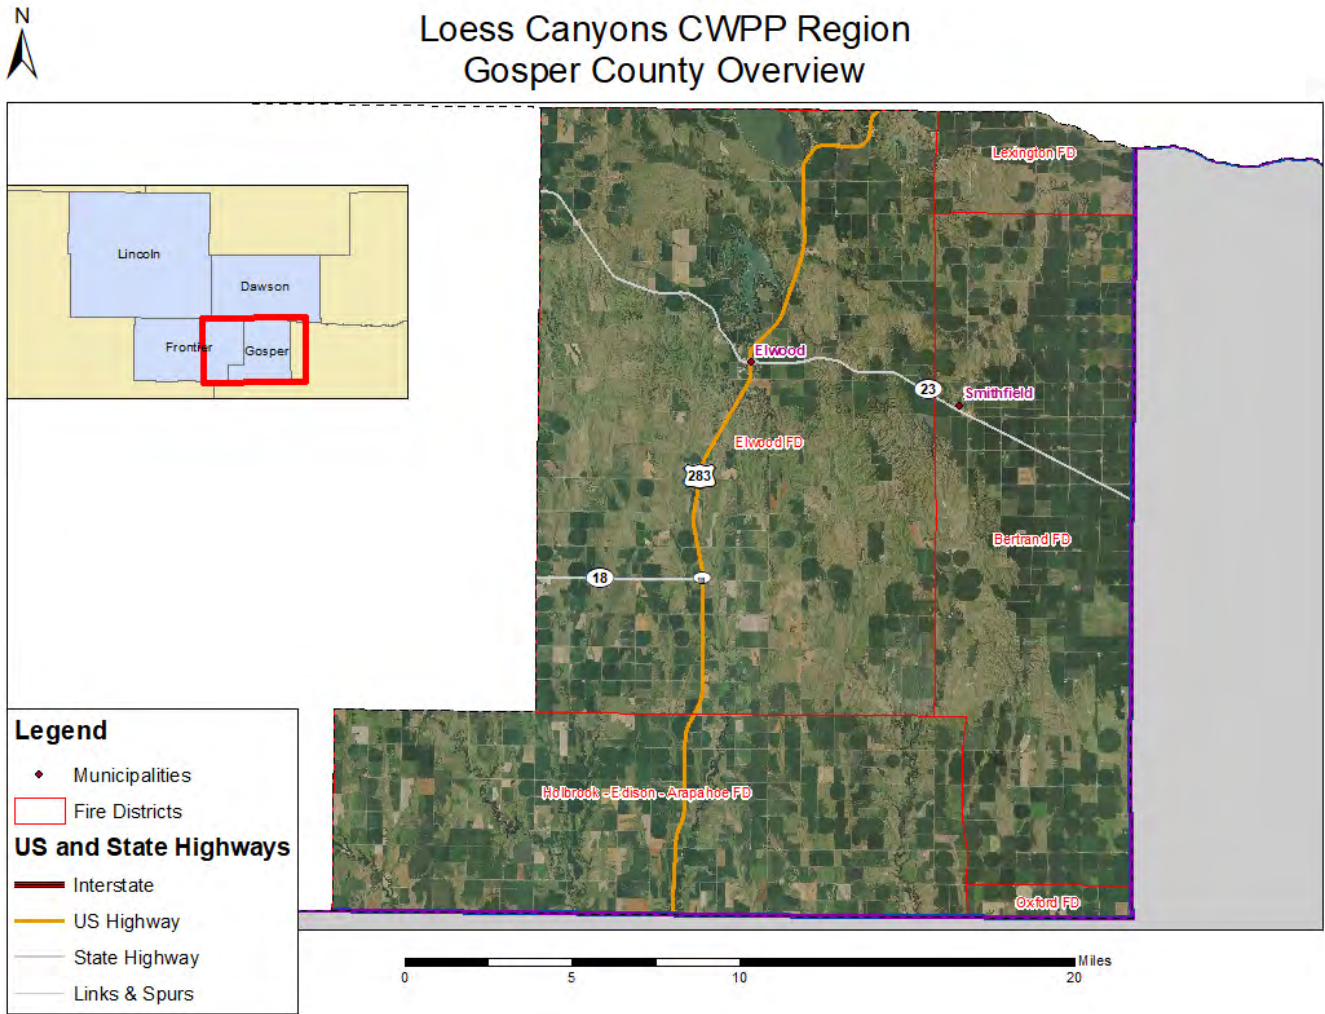 N
Loess Canyons CWPP Region
Gosper County Overview
Lexington FD
Lincoln
Dawson
Frontier
Gosper
Elwood
23
Smithfield
Elwood FD
283
Bertrand FD
18
Legend
Municipalities
Fire Districts
US and State Highways
Interstate
US Highway
State Highway
Links & Spurs
Holbrook - Edison - Arapahoe FD
Oxford FD
Miles
0 5 10 20